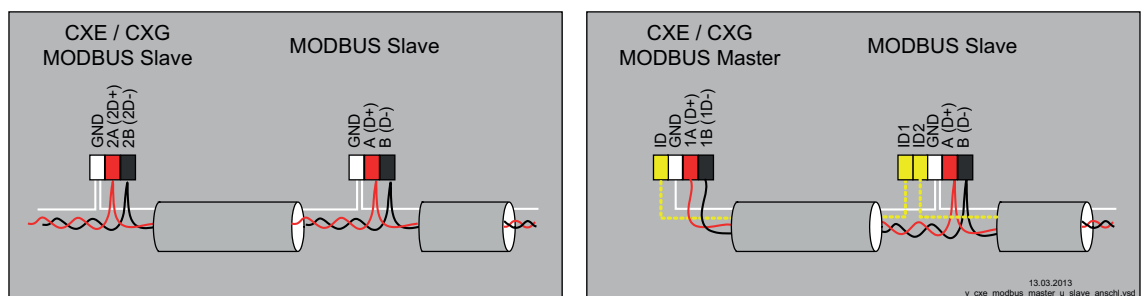 CXE / CXG
MODBUS Slave
MODBUS Slave
GND
2A (2D+)
2B (2D-)
GND
A (D+)
B (D-)
CXE / CXG
MODBUS Master
MODBUS Slave
ID
GND
1A (D+)
1B (1D-)
ID1
ID2
GND
A (D+)
B (D-)
13.03.2013
v_cxe_modbus_master_u_slave_anschl.vsd